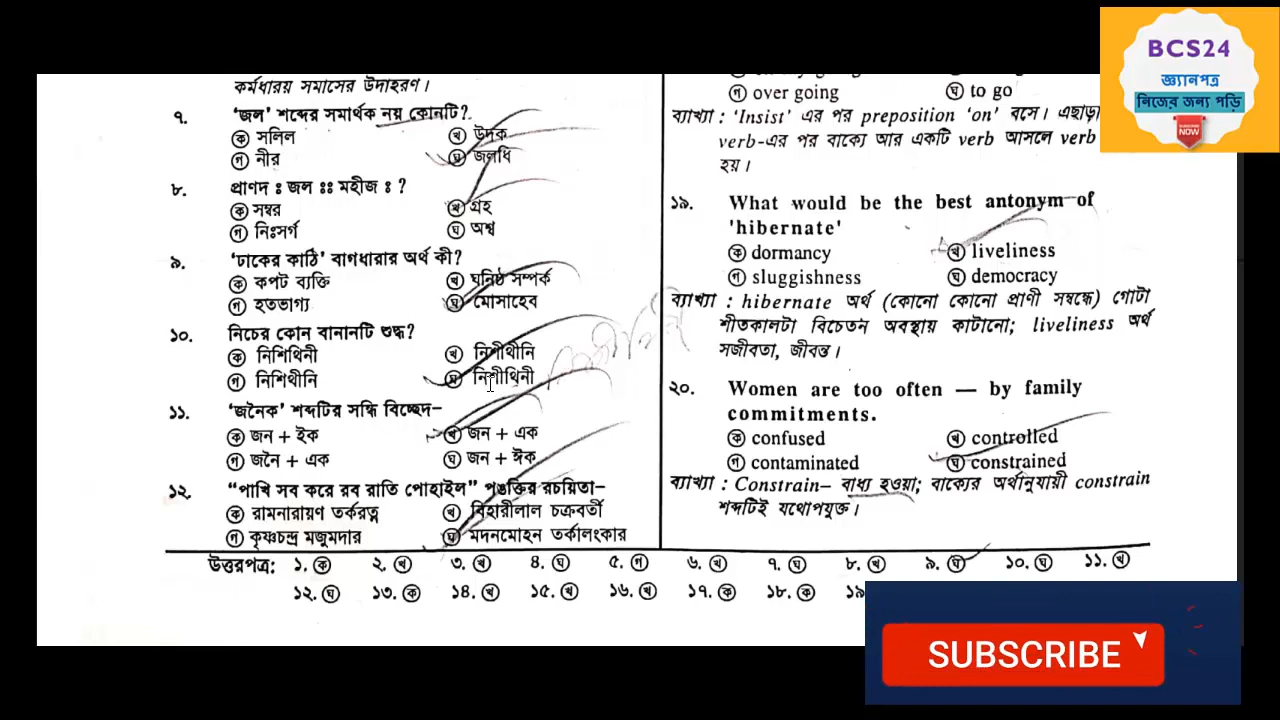 কর্মধারয় সমাসের উদাহরণ।
৭. ‘জল’ শব্দের সমার্থক নয় কোনটি?
ক সলিল খ উদক
গ নীর ঘ জলধি
৮. প্রাণদ ঃ জল ঃঃ মহীজ ঃ ?
ক সম্বর খ গ্রহ
গ নিঃসর্গ ঘ অশ্ব
৯. ‘ঢাকের কাঠি’ বাগধারার অর্থ কী?
ক কপট ব্যক্তি খ ঘনিষ্ঠ সম্পর্ক
গ হতভাগ্য ঘ মোসাহেব
১০. নিচের কোন বানানটি শুদ্ধ?
ক নিশিথিনী খ নিশীথীনি
গ নিশিথীনি ঘ নিশীথিনী
১১. ‘জনৈক’ শব্দটির সন্ধি বিচ্ছেদ–
ক জন + ইক খ জন + এক
গ জনৈ + এক ঘ জন + ঈক
১২. “পাখি সব করে রব রাতি পোহাইল” পঙক্তির রচয়িতা–
ক রামনারায়ণ তর্করত্ন খ বিহারীলাল চক্রবর্তী
গ কৃষ্ণচন্দ্র মজুমদার ঘ মদনমোহন তর্কালংকার
গ over going ঘ to go
ব্যাখ্যা : ‘Insist’ এর পর preposition ‘on’ বসে। এছাড়া
verb-এর পর বাক্যে আর একটি verb আসলে verb
হয়।
১৯. What would be the best antonym of
'hibernate'
ক dormancy খ liveliness
গ sluggishness ঘ democracy
ব্যাখ্যা : hibernate অর্থ (কোনো কোনো প্রাণী সম্বন্ধে) গোটা
শীতকালটা বিচেতন অবস্থায় কাটানো; liveliness অর্থ
সজীবতা, জীবন্ত।
২০. Women are too often — by family
commitments.
ক confused খ controlled
গ contaminated ঘ constrained
ব্যাখ্যা : Constrain– বাধ্য হওয়া; বাক্যের অর্থানুযায়ী constrain
শব্দটিই যথোপযুক্ত।
উত্তরপত্র: ১. ক ২. খ ৩. খ ৪. ঘ ৫. গ ৬. খ ৭. ঘ ৮. খ ৯. ঘ ১০. ঘ ১১. খ
১২. ঘ ১৩. ক ১৪. খ ১৫. খ ১৬. খ ১৭. ক ১৮. ক ১৯
BCS24
জ্ঞ্যানপত্র
নিজের জন্য পড়ি
SUBSCRIBE
NOW
SUBSCRIBE